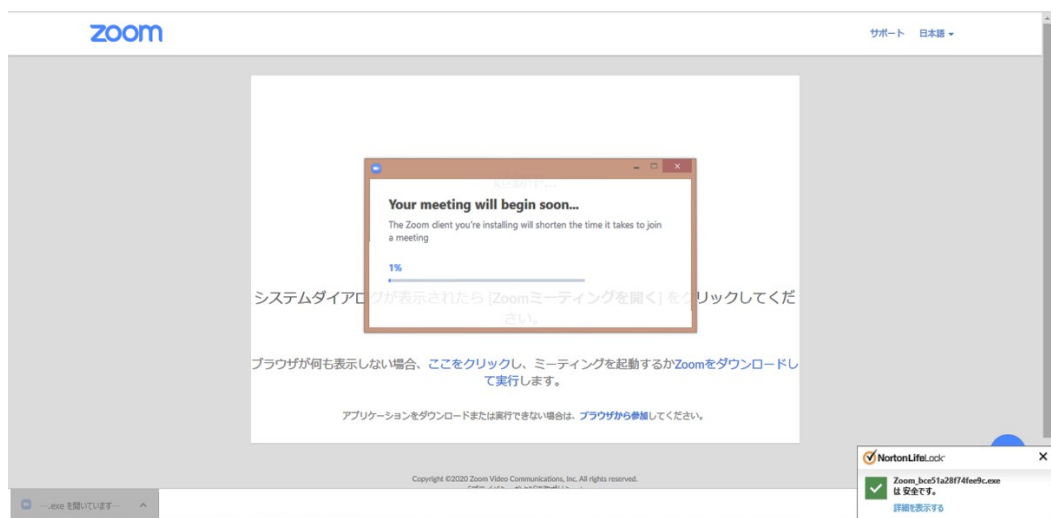 zoom
サポート 日本語
Your meeting will begin soon...
The Zoom client you're installing will shorten the time it takes to join
a meeting
1%
システムダイアログが表示されたら [Zoomミーティングを開く] をクリックしてくだ
さい。
ブラウザが何も表示しない場合、ここをクリックし、ミーティングを起動するかZoomをダウンロードし
て実行します。
アプリケーションをダウンロードまたは実行できない場合は、ブラウザから参加してください。
Copyright ©2020 Zoom Video Communications, Inc. All rights reserved.
NortonLifeLock
Zoom_bce51a28f74fee9c.exe
は 安全です。
詳細を表示する
....exe を開いています…